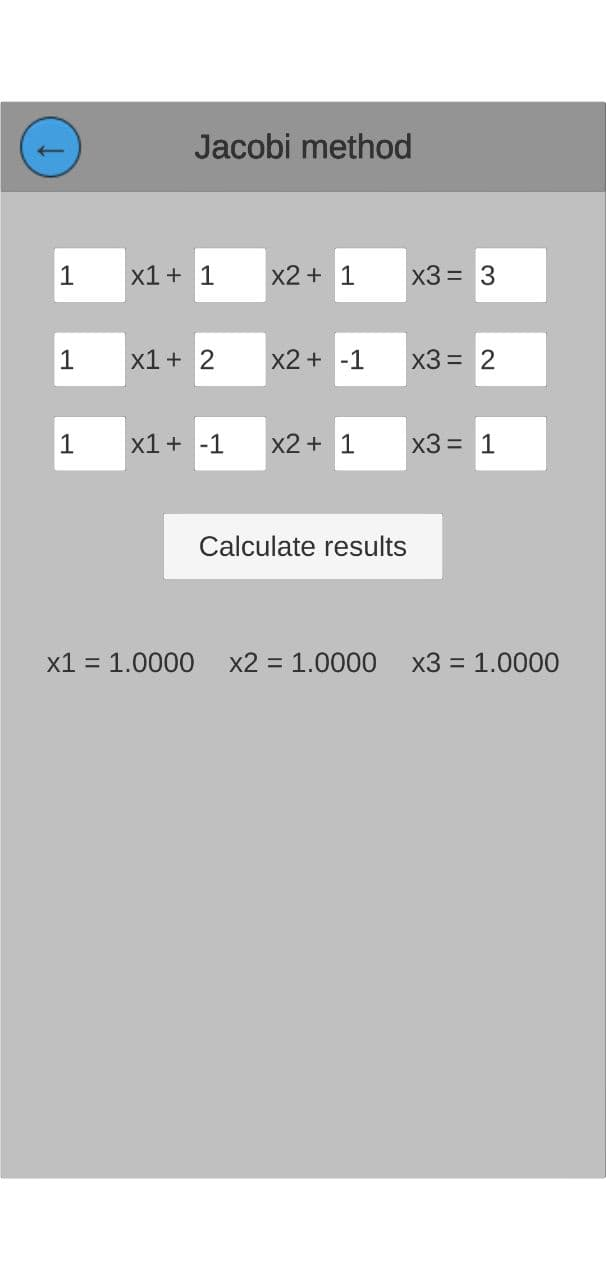 ← Jacobi method
1 x1 + 1 x2 + 1 x3 = 3
1 x1 + 2 x2 + -1 x3 = 2
1 x1 + -1 x2 + 1 x3 = 1
Calculate results
x1 = 1.0000 x2 = 1.0000 x3 = 1.0000